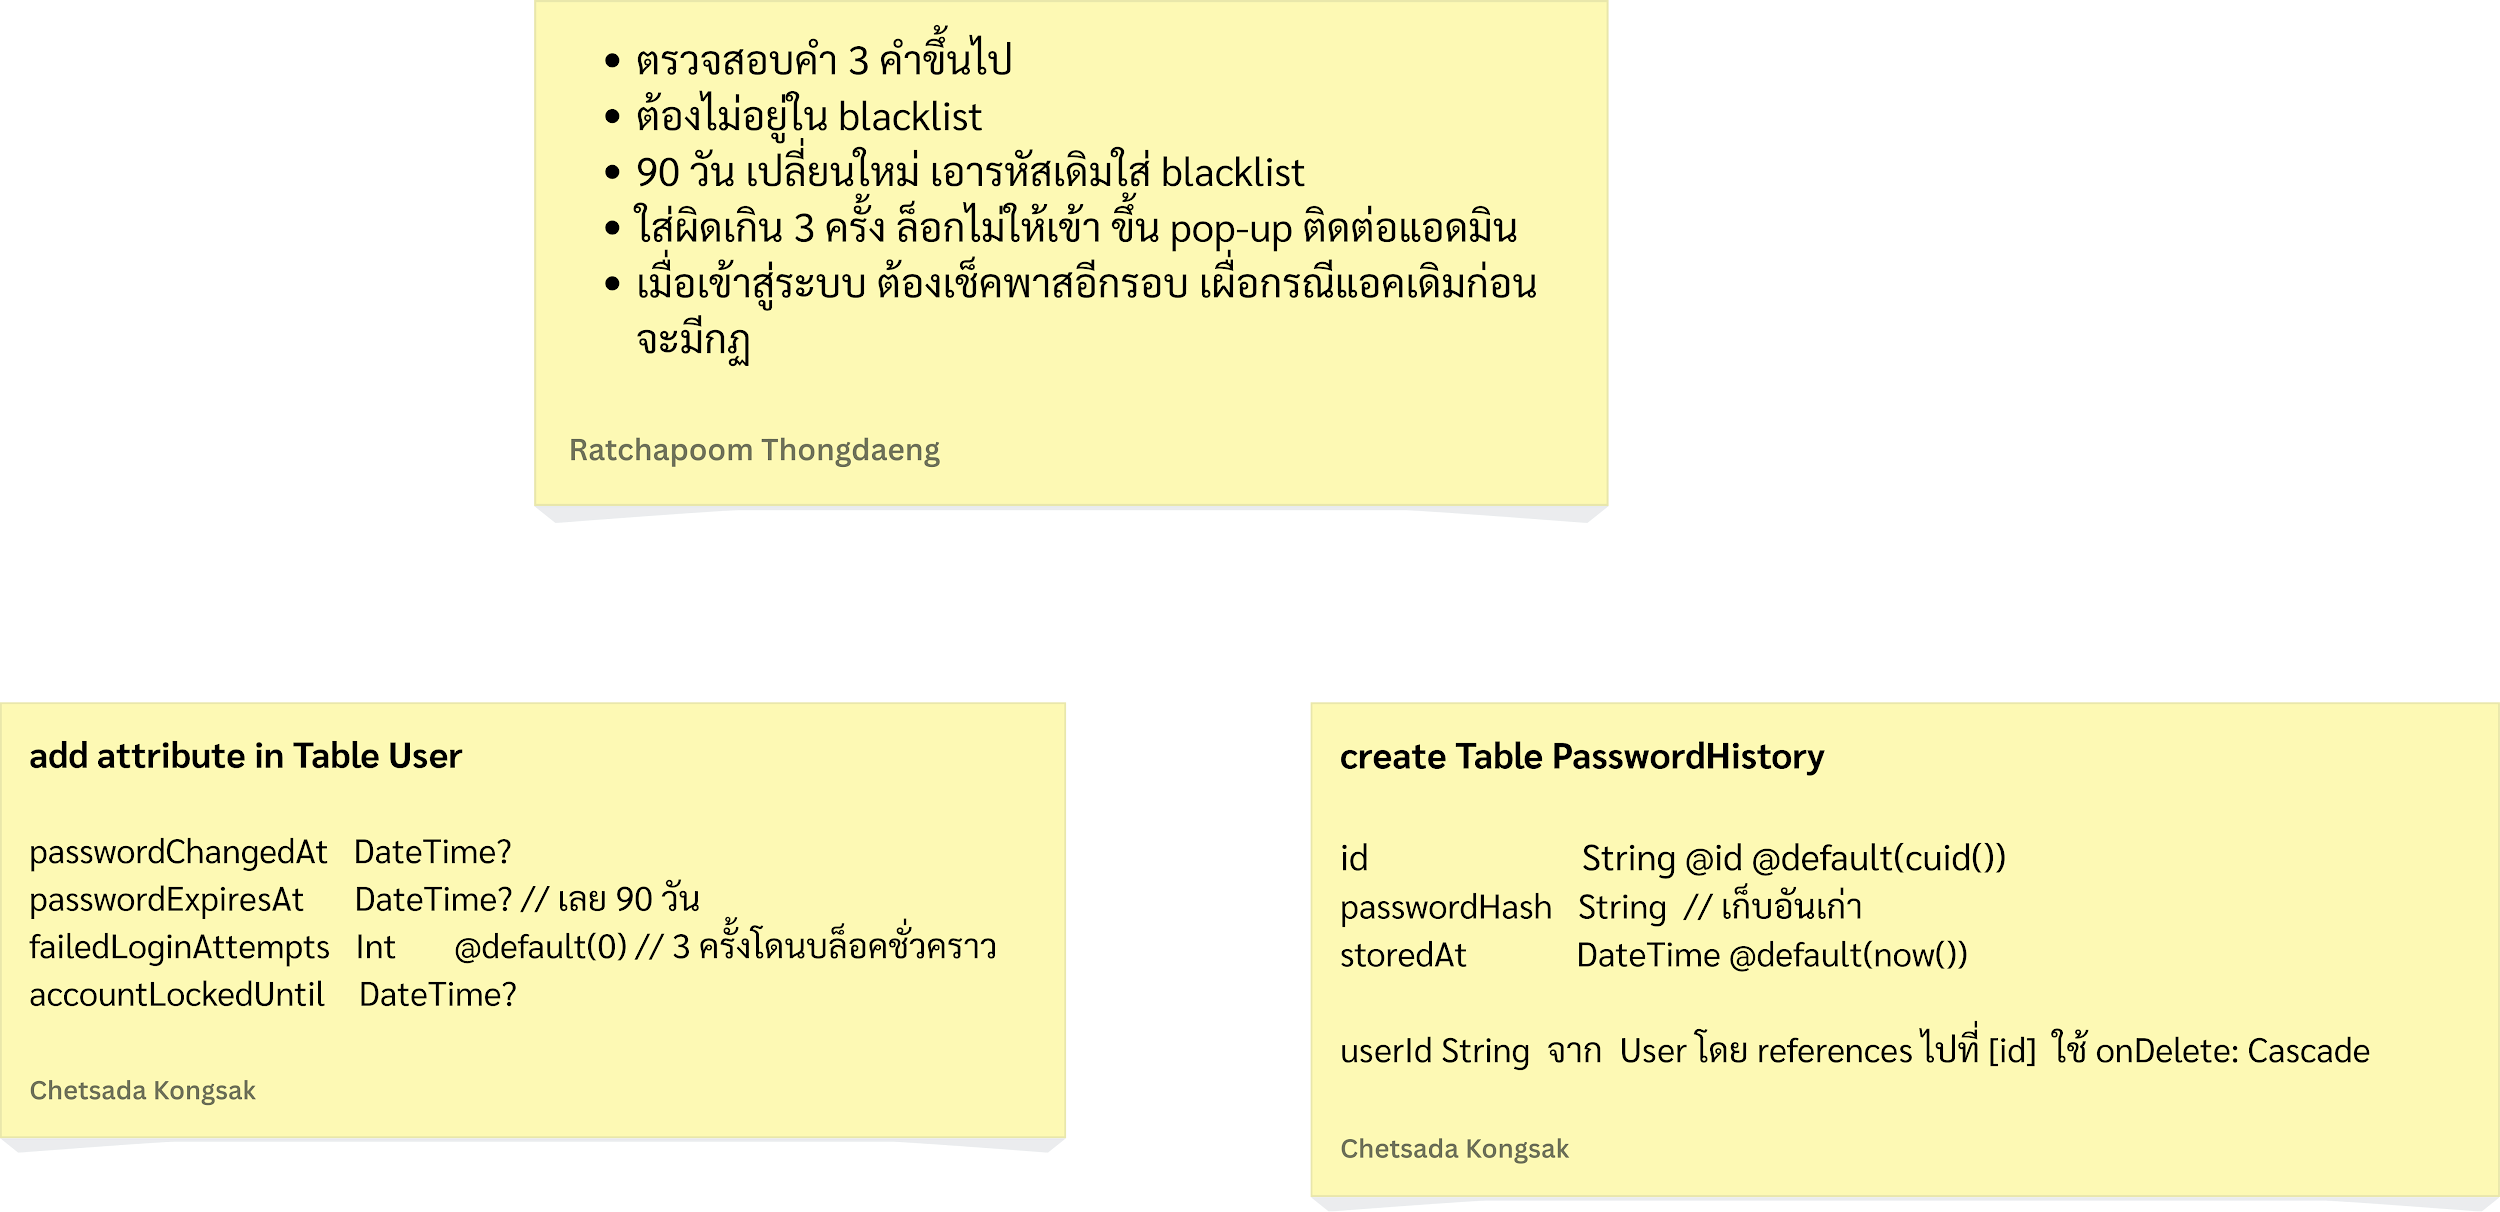 • ตรวจสอบคำ 3 คำขึ้นไป
• ต้องไม่อยู่ใน blacklist
• 90 วัน เปลี่ยนใหม่ เอารหัสเดิมใส่ blacklist
• ใส่ผิดเกิน 3 ครั้ง ล็อกไม่ให้เข้า ขึ้น pop-up ติดต่อแอดมิน
• เมื่อเข้าสู่ระบบ ต้องเช็คพาสอีกรอบ เผื่อกรณีแอคเดิมก่อน
จะมีกฏ
Ratchapoom Thongdaeng
add attribute in Table User
passwordChangedAt DateTime?
passwordExpiresAt DateTime? // เลย 90 วัน
failedLoginAttempts Int @default(0) // 3 ครั้งโดนบล็อคชั่วคราว
accountLockedUntil DateTime?
Chetsada Kongsak
create Table PasswordHistory
id String @id @default(cuid())
passwordHash String // เก็บอันเก่า
storedAt DateTime @default(now())
userId String จาก User โดย references ไปที่ [id] ใช้ onDelete: Cascade
Chetsada Kongsak